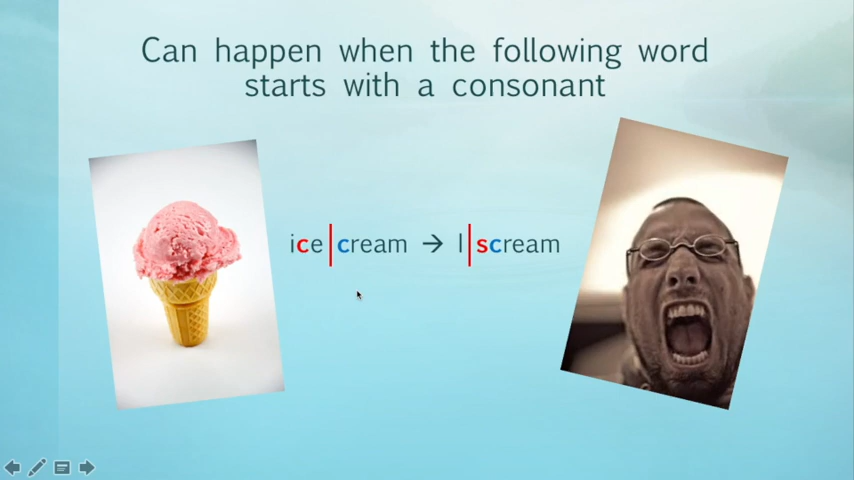 Can happen when the following word
starts with a consonant
ice|cream → I|scream